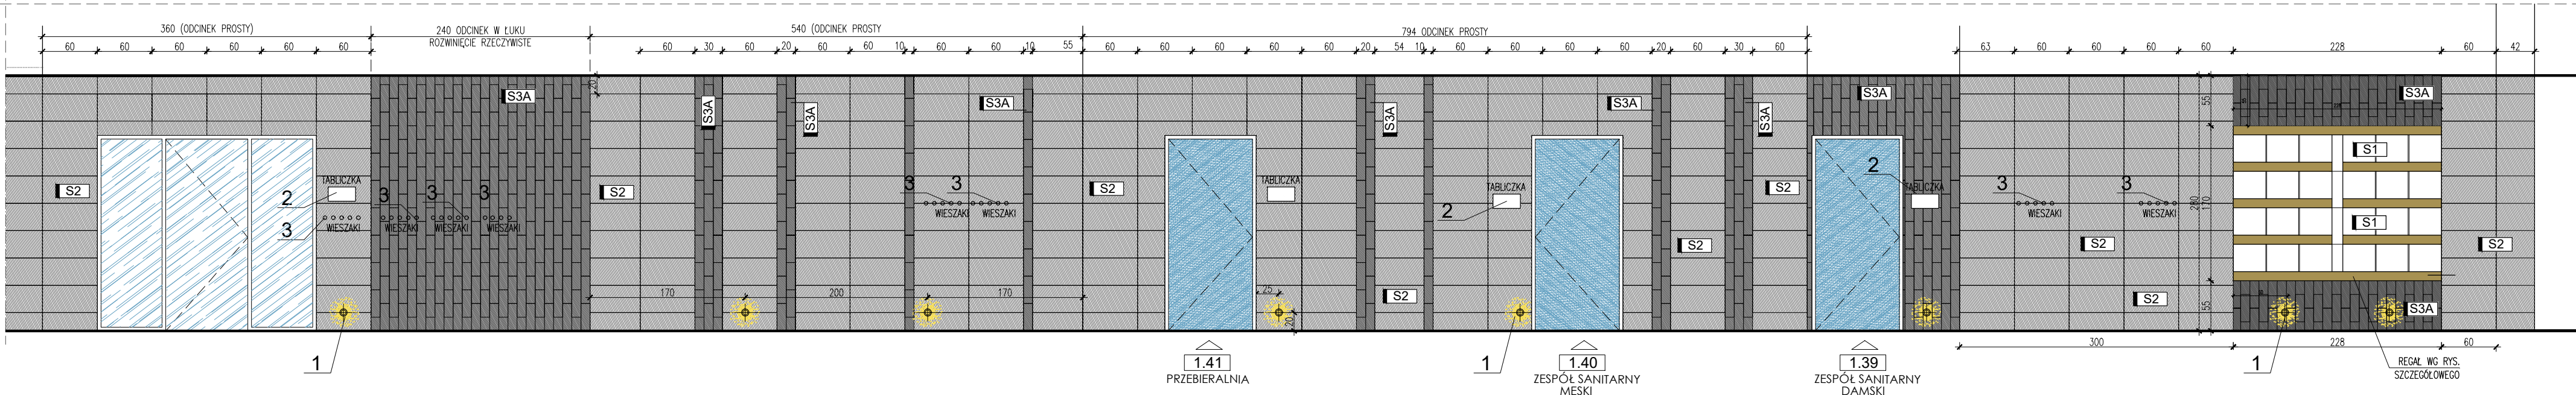 360 (ODCINEK PROSTY)
240 ODCINEK W ŁUKU
ROZWINIĘCIE RZECZYWISTE
540 (ODCINEK PROSTY
794 ODCINEK PROSTY
60 60 60 60 60 60
60 30 60 20 60 60 10 60 60 10 55
60 60 60 60 60 20 54 10 60 60 60 60 20 60 30 60
63 60 60 60 60 228 60 42
20
S3A
S3A
S3A
S3A
S3A
S3A
S3A
S3A
S3A
55
S1
S2
TABLICZKA
2
3
WIESZAKI
3
WIESZAKI
3
WIESZAKI
3
WIESZAKI
S2
3
WIESZAKI
3
WIESZAKI
S2
TABLICZKA
TABLICZKA
2
S2
2
TABLICZKA
3
WIESZAKI
3
WIESZAKI
280
170
S1
S2
S2
S2
S2
S2
170
200
170
25
20
55
S3A
1
1
1
300
228
60
REGAŁ WG RYS.
SZCZEGÓŁOWEGO
1.41
PRZEBIERALNIA
1.40
ZESPÓŁ SANITARNY
MĘSKI
1.39
ZESPÓŁ SANITARNY
DAMSKI